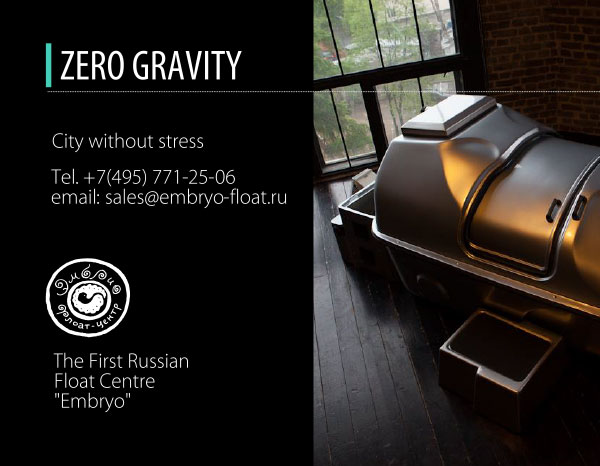 ZERO GRAVITY
City without stress
Tel. +7(495) 771-25-06
email: sales@embryo-float.ru
Эмбрио
флоат-центр
The First Russian
Float Centre
"Embryo"